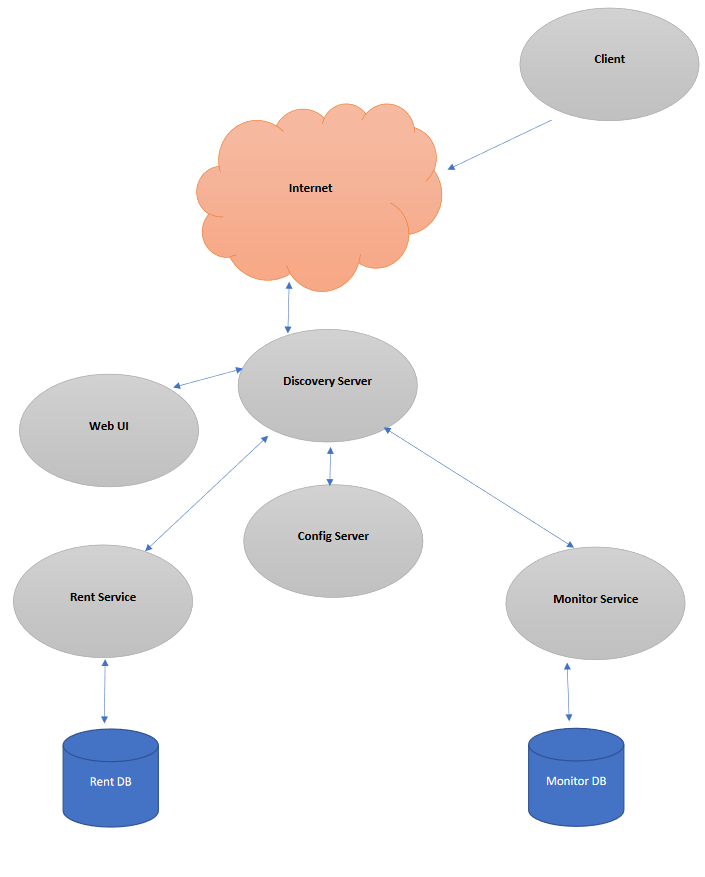 Client
Internet
Discovery Server
Web UI
Config Server
Rent Service
Monitor Service
Rent DB
Monitor DB